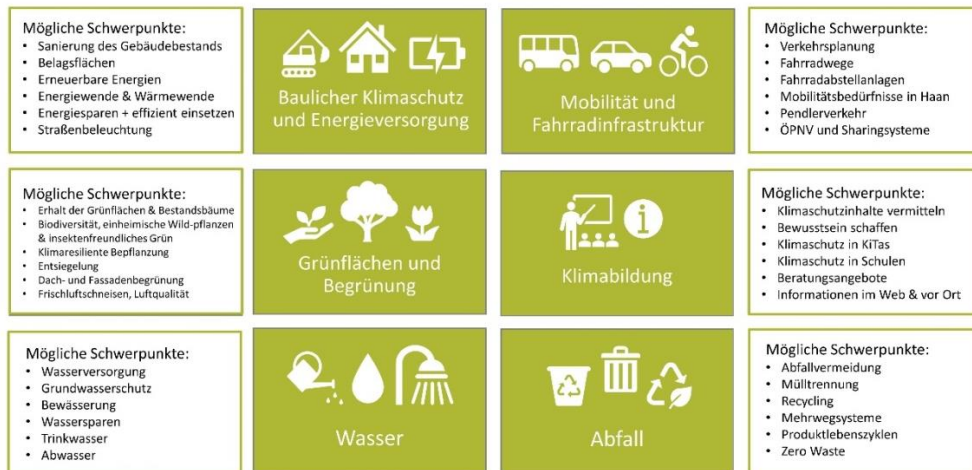 Mögliche Schwerpunkte:
• Sanierung des Gebäudebestands
• Belagsflächen
• Erneuerbare Energien
• Energiewende & Wärmewende
• Energiesparen + effizient einsetzen
• Straßenbeleuchtung
Baulicher Klimaschutz
und Energieversorgung
Mobilität und
Fahrradinfrastruktur
Mögliche Schwerpunkte:
• Verkehrsplanung
• Fahrradwege
• Fahrradabstellanlagen
• Mobilitätsbedürfnisse in Haan
• Pendlerverkehr
• ÖPNV und Sharingsysteme
Mögliche Schwerpunkte:
• Erhalt der Grünflächen & Bestandsbäume
• Biodiversität, einheimische Wild-pflanzen
& insektenfreundliches Grün
• Klimaresiliente Bepflanzung
• Entsiegelung
• Dach- und Fassadenbegrünung
• Frischluftschneisen, Luftqualität
Grünflächen und
Begrünung
Klimabildung
Mögliche Schwerpunkte:
• Klimaschutzinhalte vermitteln
• Bewusstsein schaffen
• Klimaschutz in KiTas
• Klimaschutz in Schulen
• Beratungsangebote
• Informationen im Web & vor Ort
Mögliche Schwerpunkte:
• Wasserversorgung
• Grundwasserschutz
• Bewässerung
• Wassersparen
• Trinkwasser
• Abwasser
Wasser
Abfall
Mögliche Schwerpunkte:
• Abfallvermeidung
• Mülltrennung
• Recycling
• Mehrwegsysteme
• Produktlebenszyklen
• Zero Waste